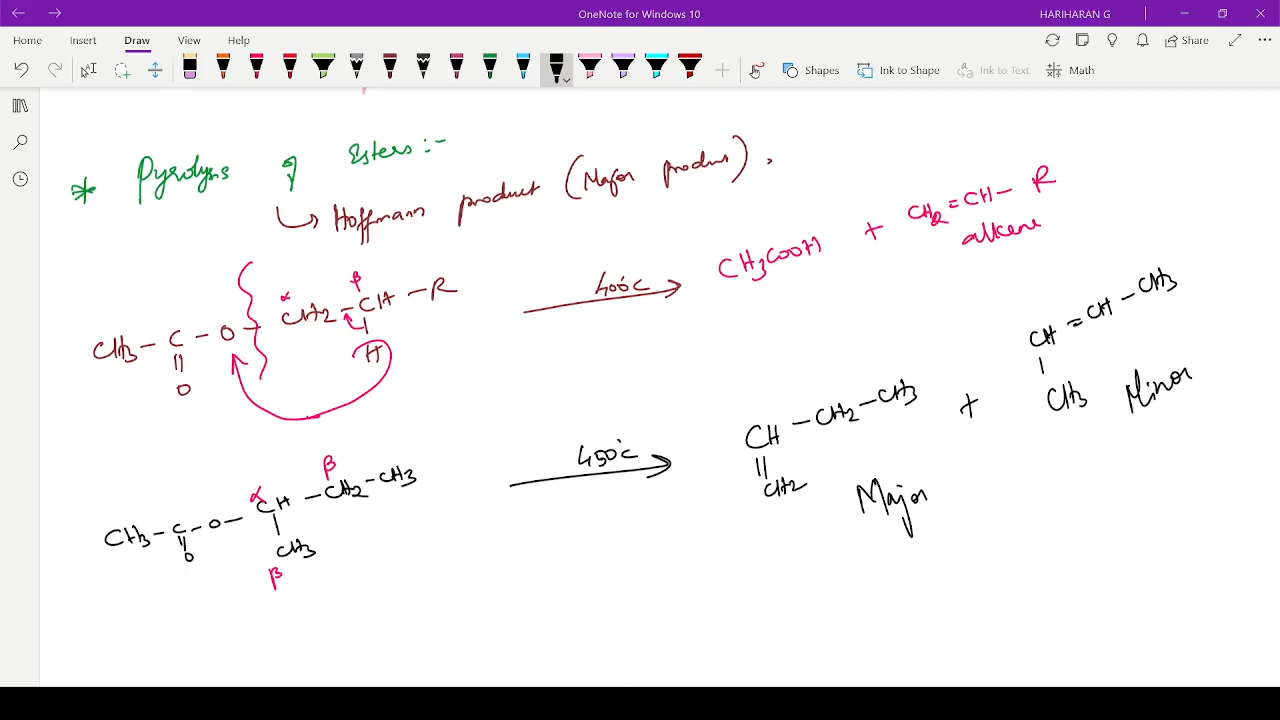 OneNote for Windows 10
HARIHARAN G
Home Insert Draw View Help
Share
Shapes Ink to Shape Ink to Text Math
* Pyrolysis of Esters :-
Hoffmann product (Major produc) .
CH3 - C - O - CH2 - CH - R
α β
O H
400°C
CH3COOH + CH2 = CH - R
alkene
CH3 - C - O - CH - CH2 - CH3
α β
O CH3
β
450°C
CH - CH2 - CH3 + CH = CH - CH3
CH2 CH3
Major Minor